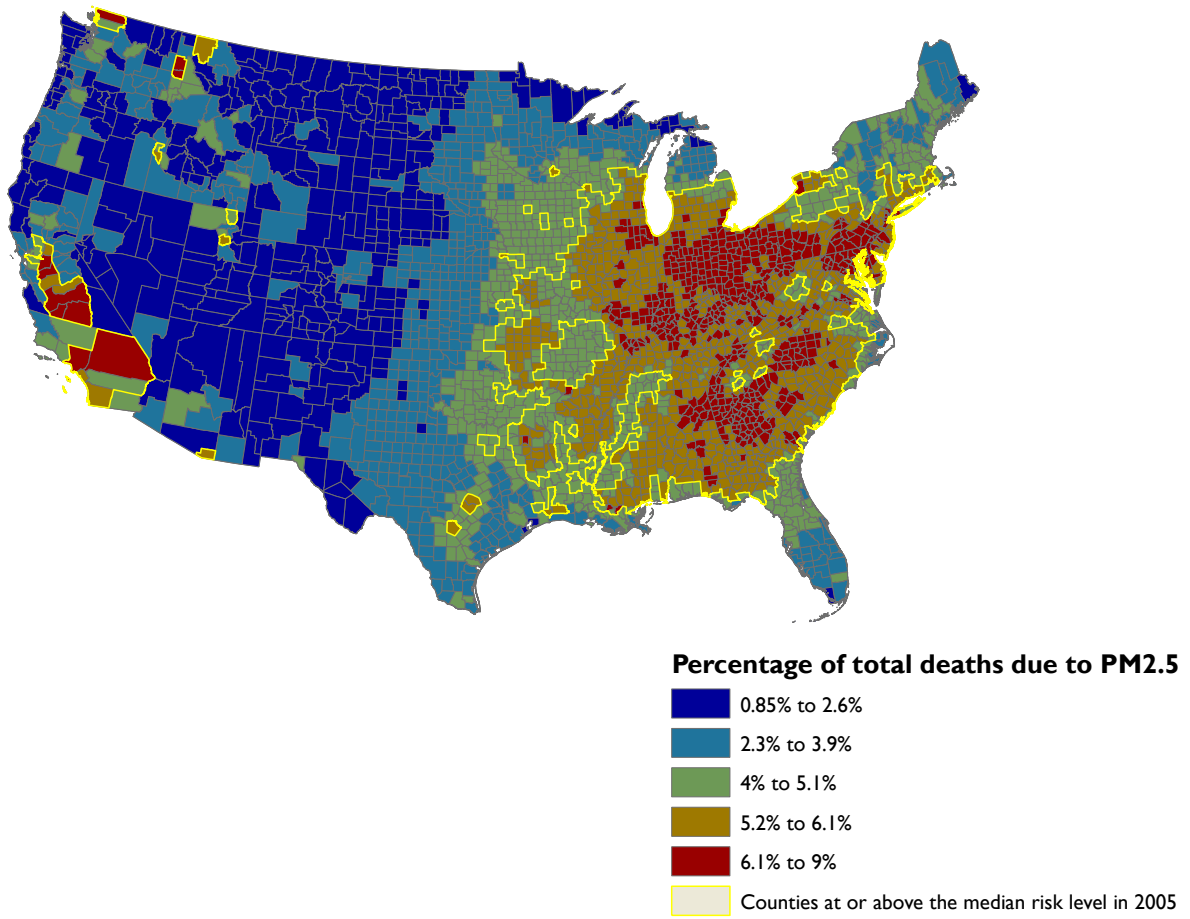 Percentage of total deaths due to PM2.5
0.85% to 2.6%
2.3% to 3.9%
4% to 5.1%
5.2% to 6.1%
6.1% to 9%
Counties at or above the median risk level in 2005